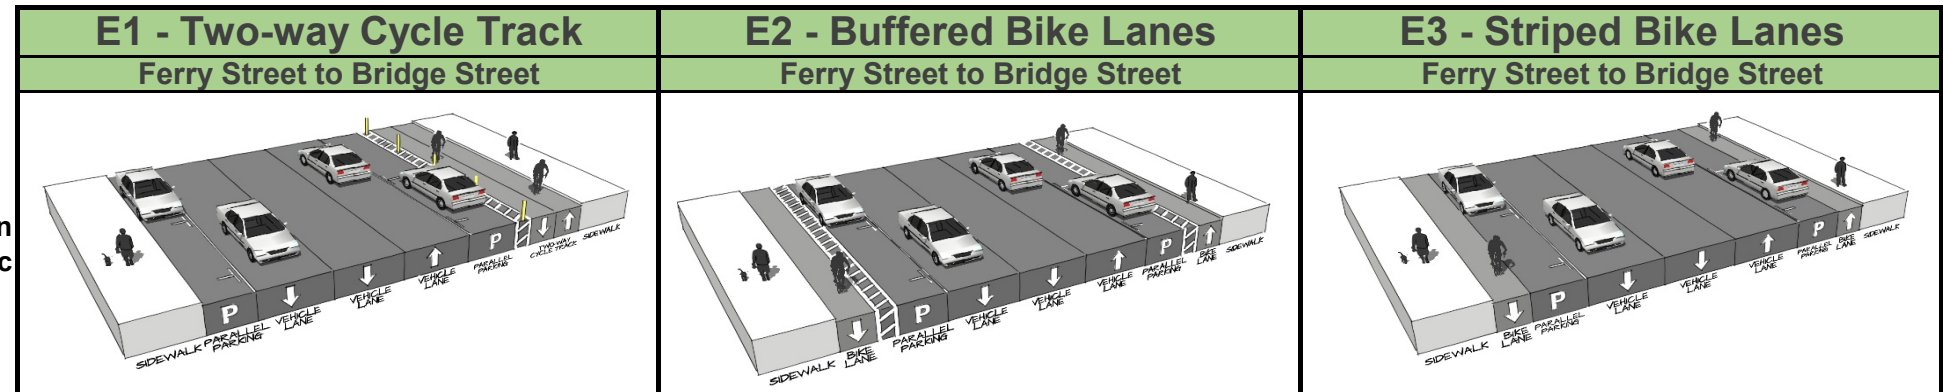 E1 - Two-way Cycle Track
Ferry Street to Bridge Street
n
c
SIDEWALK
P
PARALLEL
PARKING
VEHICLE
LANE
VEHICLE
LANE
VEHICLE
LANE
P
PARALLEL
PARKING
TWO-WAY
CYCLE TRACK
SIDEWALK
E2 - Buffered Bike Lanes
Ferry Street to Bridge Street
SIDEWALK
BIKE
LANE
P
PARALLEL
PARKING
VEHICLE
LANE
VEHICLE
LANE
VEHICLE
LANE
P
PARALLEL
PARKING
BIKE
LANE
SIDEWALK
E3 - Striped Bike Lanes
Ferry Street to Bridge Street
SIDEWALK
BIKE
LANE
P
PARALLEL
PARKING
VEHICLE
LANE
VEHICLE
LANE
VEHICLE
LANE
P
PARALLEL
PARKING
BIKE
LANE
SIDEWALK